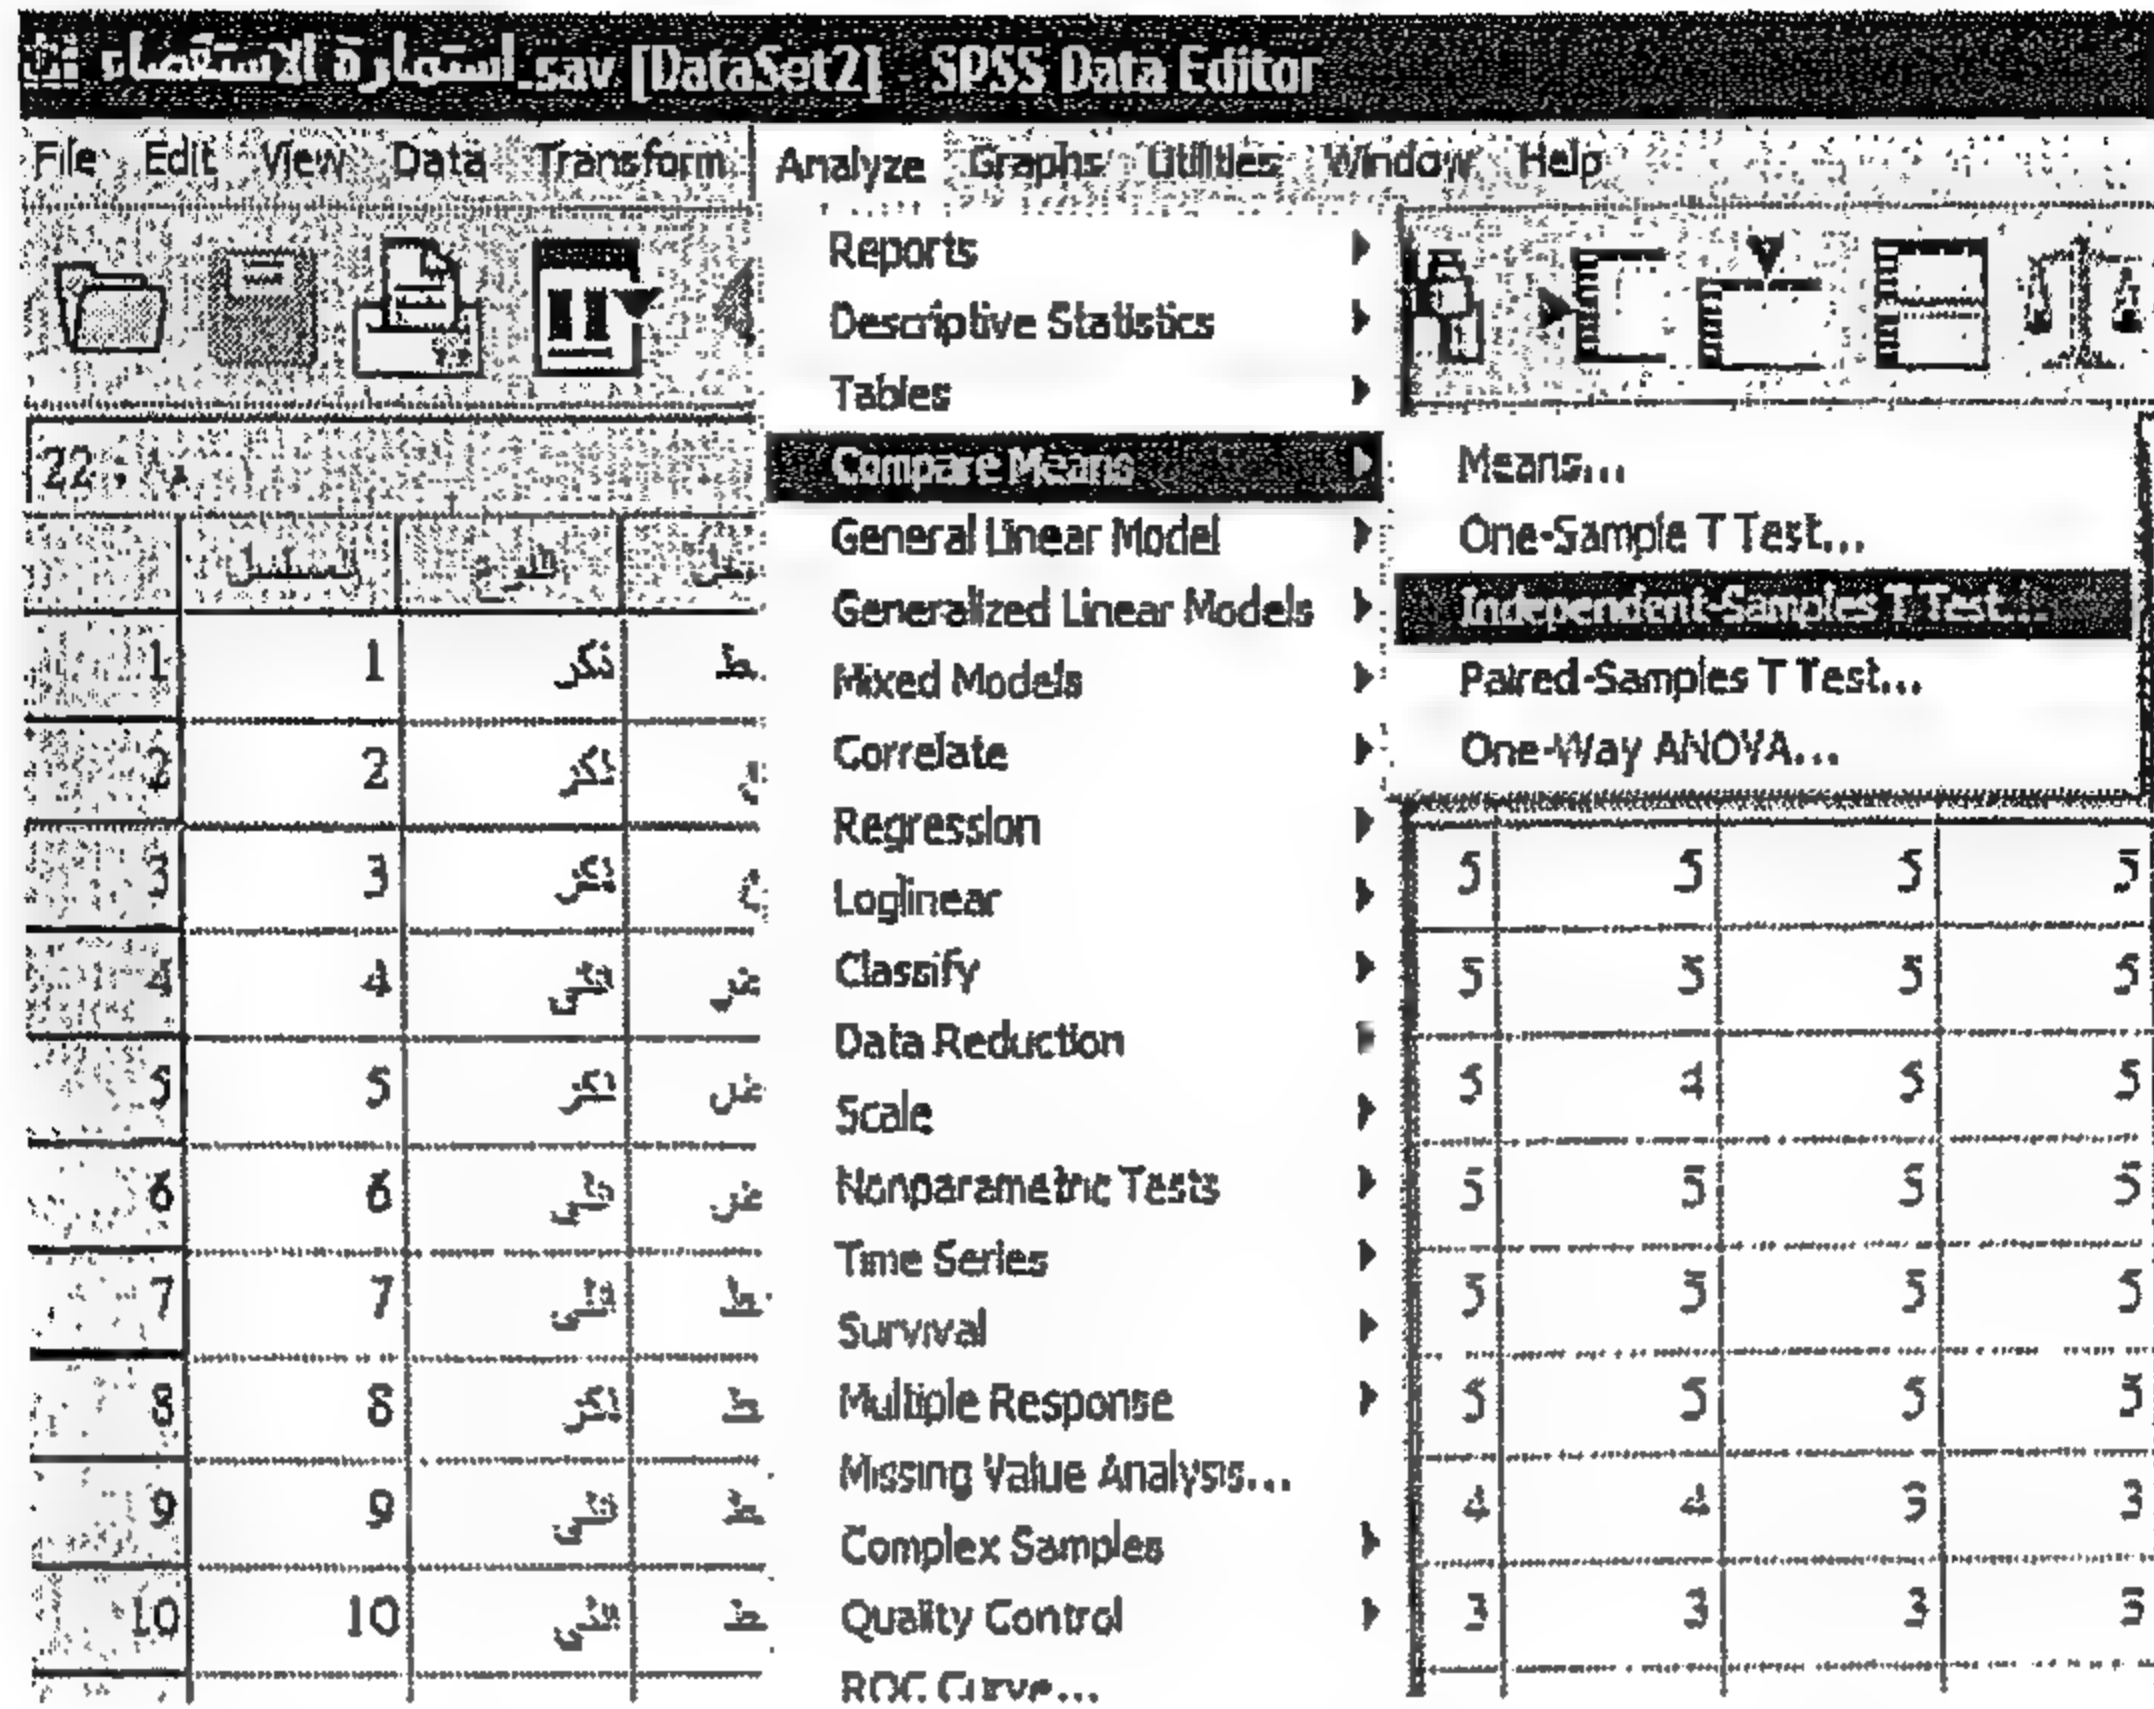 استمارة الاستقصاء.sav [DataSet2] - SPSS Data Editor
File Edit View Data Transform Analyze Graphs Utilities Window Help
Reports
Descriptive Statistics
Tables
22 :
Compare Means
Means...
General Linear Model
One-Sample T Test...
Generalized Linear Models
Independent-Samples T Test...
1 1 ذكر
Mixed Models
Paired-Samples T Test...
2 2 ذكر
Correlate
One-Way ANOVA...
Regression
3 3 ذكر 5 5 5 5
Loglinear
4 4 انثى 5 5 5 5
Classify
Data Reduction
5 5 ذكر 5 4 5 5
Scale
6 6 انثى 5 5 5 5
Nonparametric Tests
Time Series
7 7 انثى 5 5 5 5
Survival
8 8 ذكر 5 5 5 5
Multiple Response
Missing Value Analysis...
9 9 انثى 4 4 3 3
Complex Samples
10 10 انثى 3 3 3 3
Quality Control
ROC Curve...